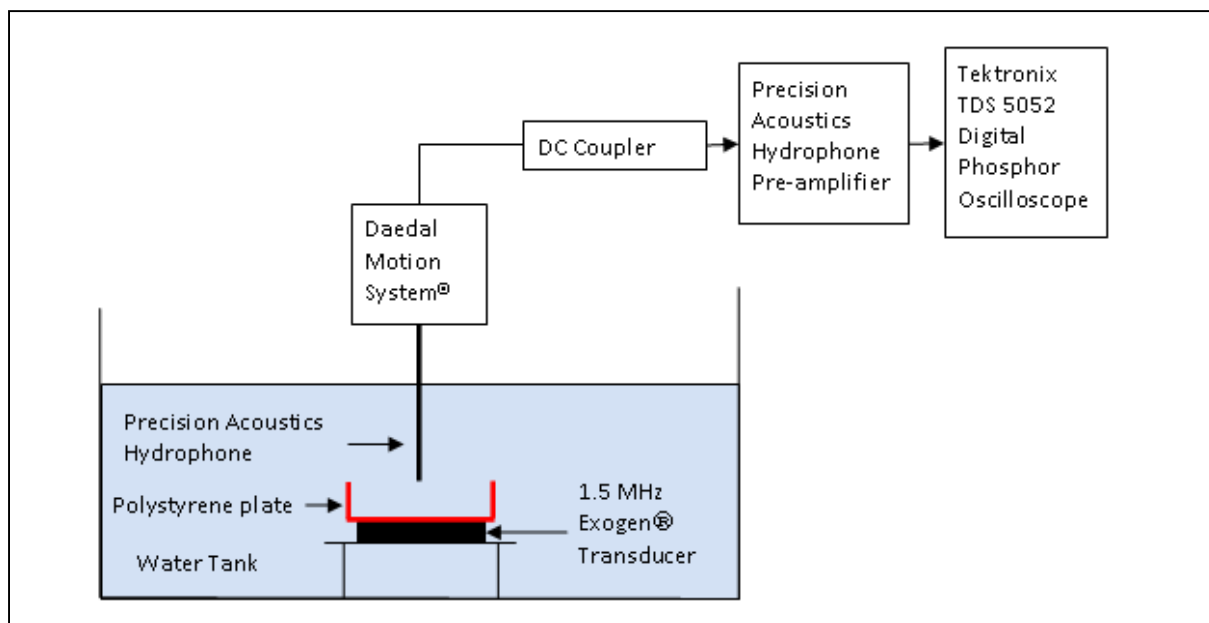 Tektronix
TDS 5052
Digital
Phosphor
Oscilloscope
Precision
Acoustics
Hydrophone
Pre-amplifier
DC Coupler
Daedal
Motion
System®
Precision Acoustics
Hydrophone
Polystyrene plate
1.5 MHz
Exogen®
Transducer
Water Tank